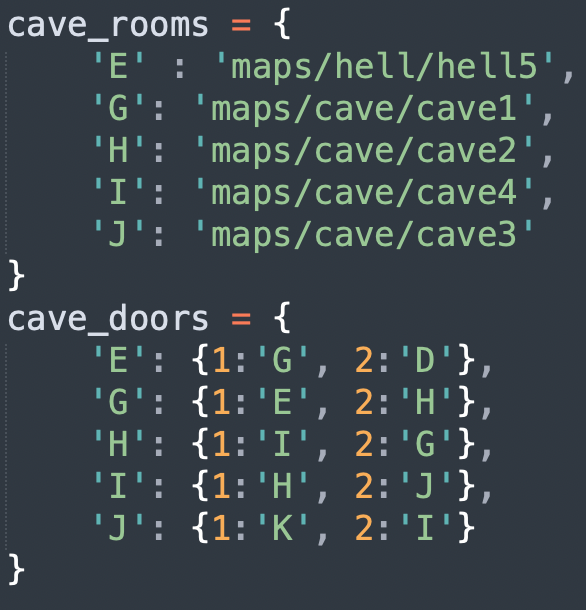 cave_rooms = {
    'E' : 'maps/hell/hell5',
    'G': 'maps/cave/cave1',
    'H': 'maps/cave/cave2',
    'I': 'maps/cave/cave4',
    'J': 'maps/cave/cave3'
}
cave_doors = {
    'E': {1:'G', 2:'D'},
    'G': {1:'E', 2:'H'},
    'H': {1:'I', 2:'G'},
    'I': {1:'H', 2:'J'},
    'J': {1:'K', 2:'I'}
}